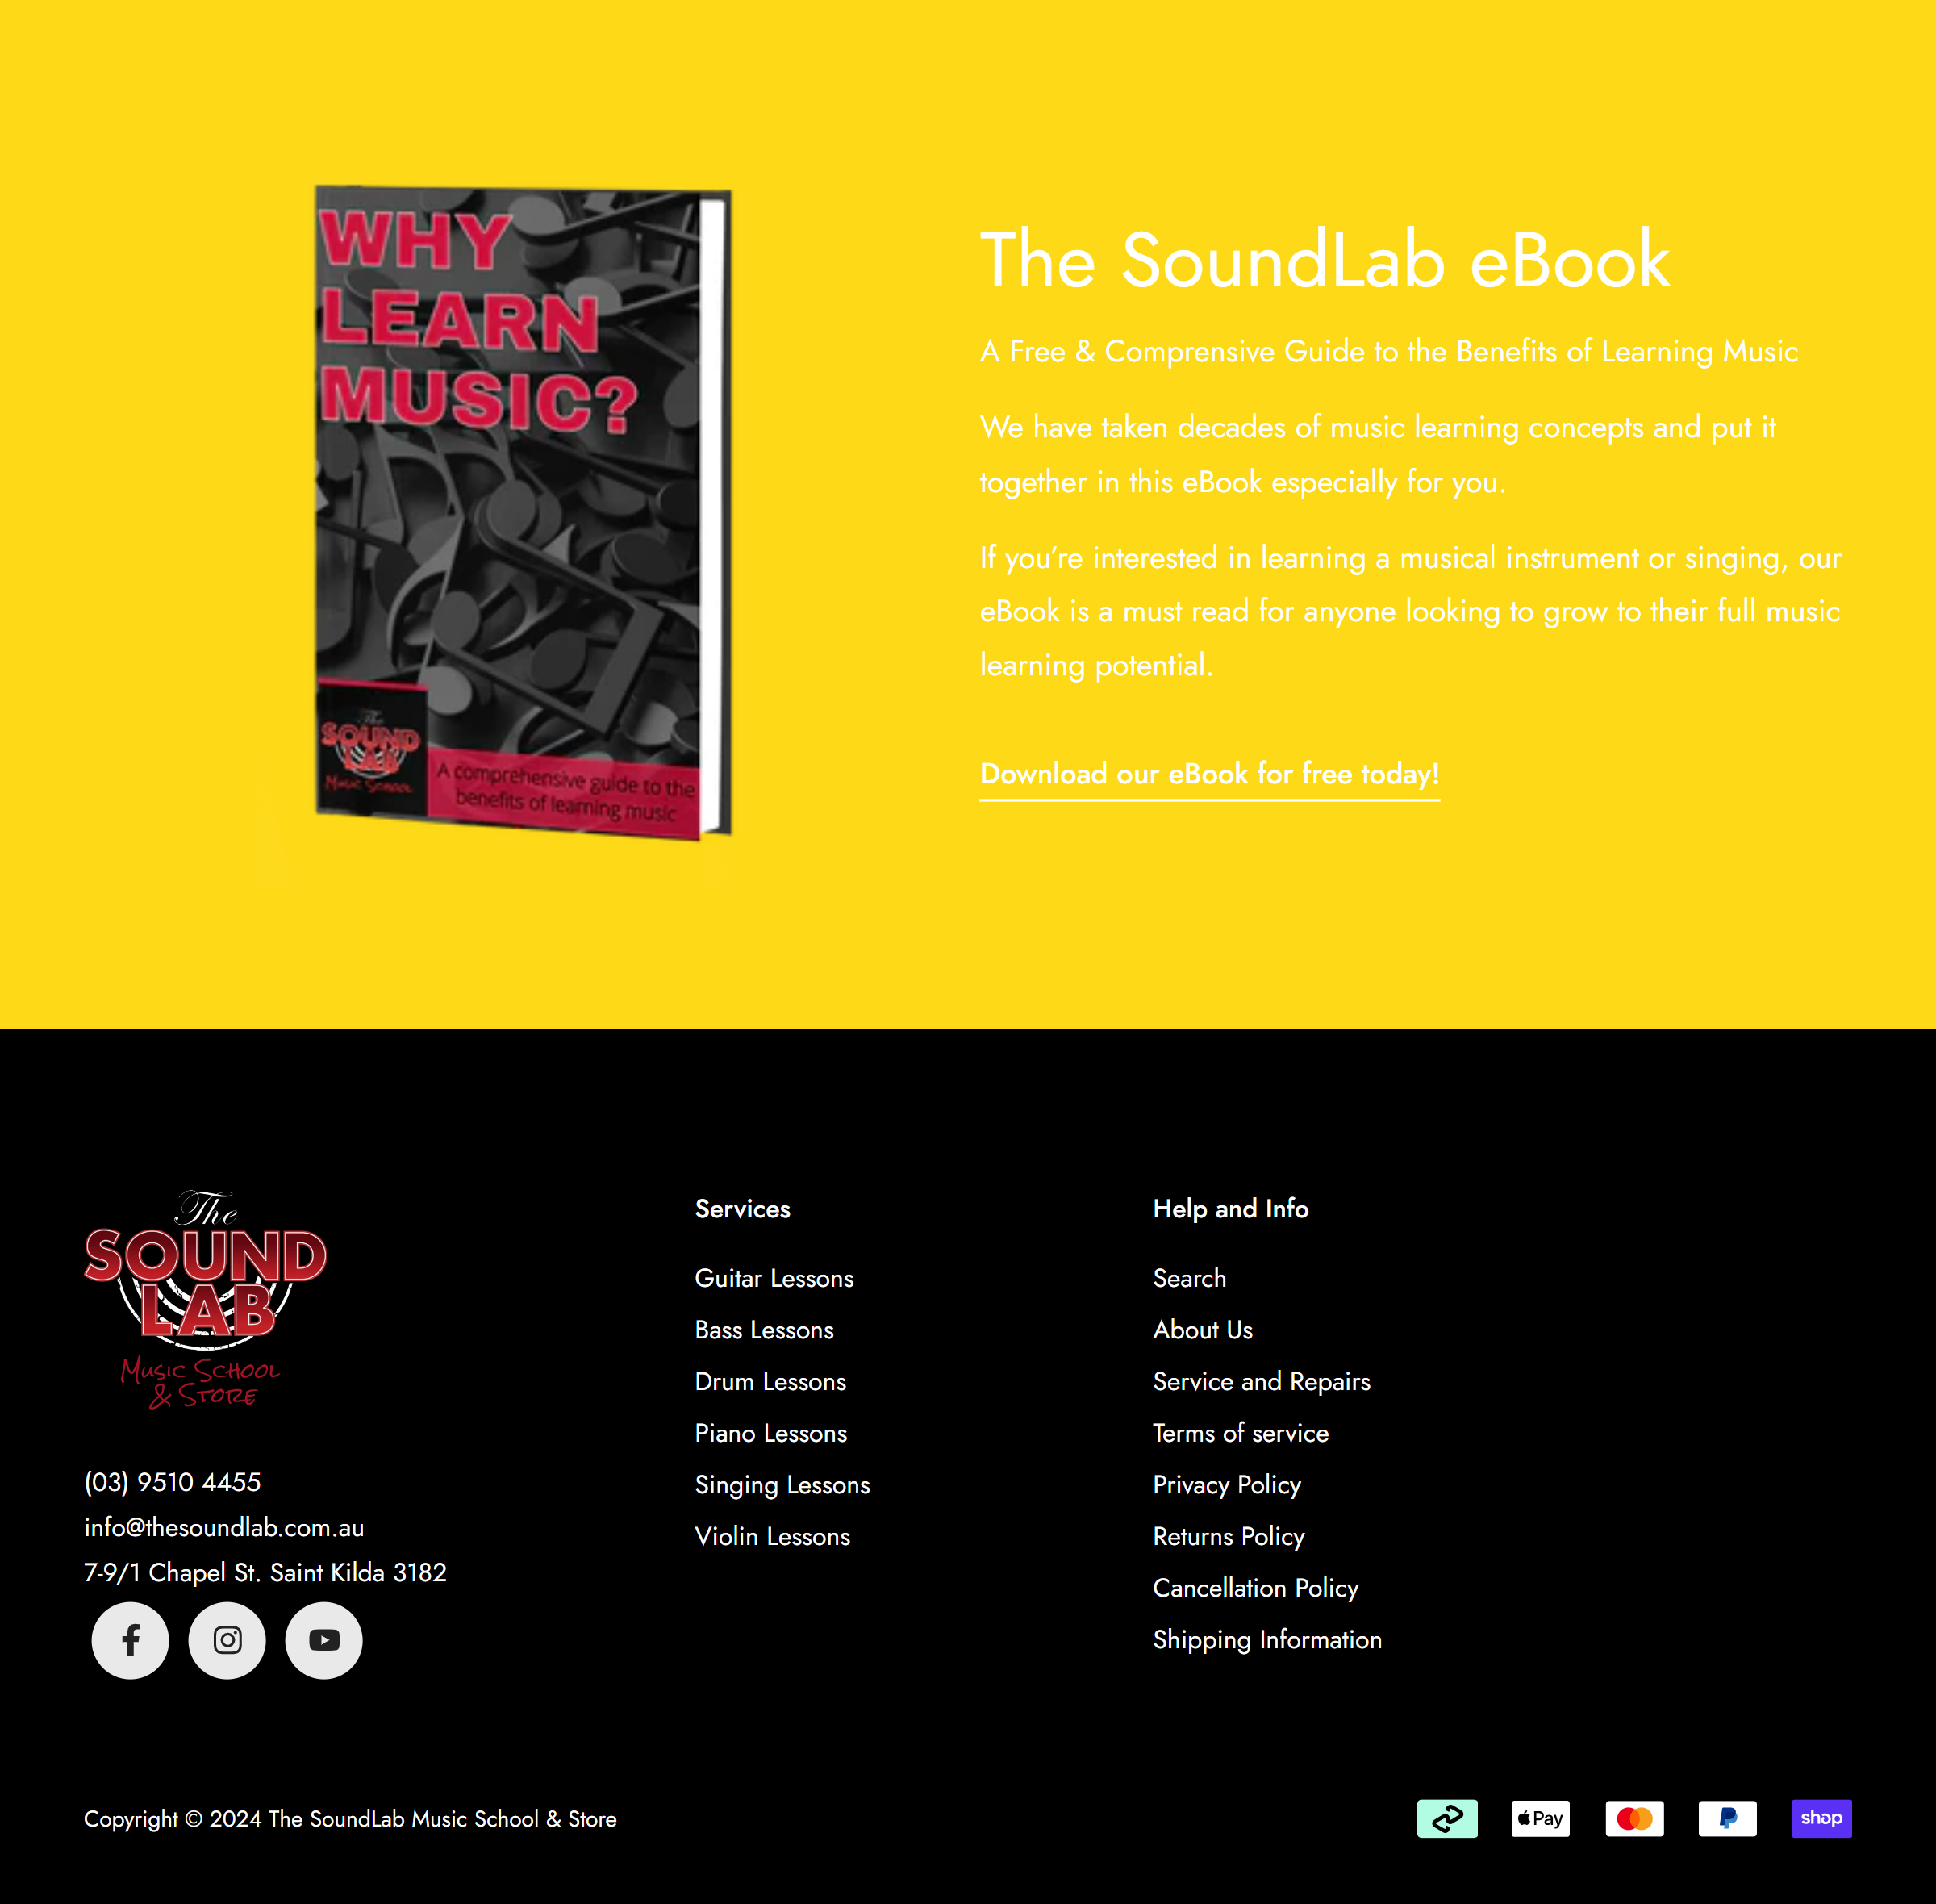 WHY
LEARN
MUSIC?
The
SOUND
LAB
Music School
A comprehensive guide to the
benefits of learning music
The SoundLab eBook
A Free & Comprensive Guide to the Benefits of Learning Music
We have taken decades of music learning concepts and put it
together in this eBook especially for you.
If you’re interested in learning a musical instrument or singing, our
eBook is a must read for anyone looking to grow to their full music
learning potential.
Download our eBook for free today!
The
SOUND
LAB
Music School
& Store
(03) 9510 4455
info@thesoundlab.com.au
7-9/1 Chapel St. Saint Kilda 3182
Services
Guitar Lessons
Bass Lessons
Drum Lessons
Piano Lessons
Singing Lessons
Violin Lessons
Help and Info
Search
About Us
Service and Repairs
Terms of service
Privacy Policy
Returns Policy
Cancellation Policy
Shipping Information
Copyright © 2024 The SoundLab Music School & Store
Pay
shop